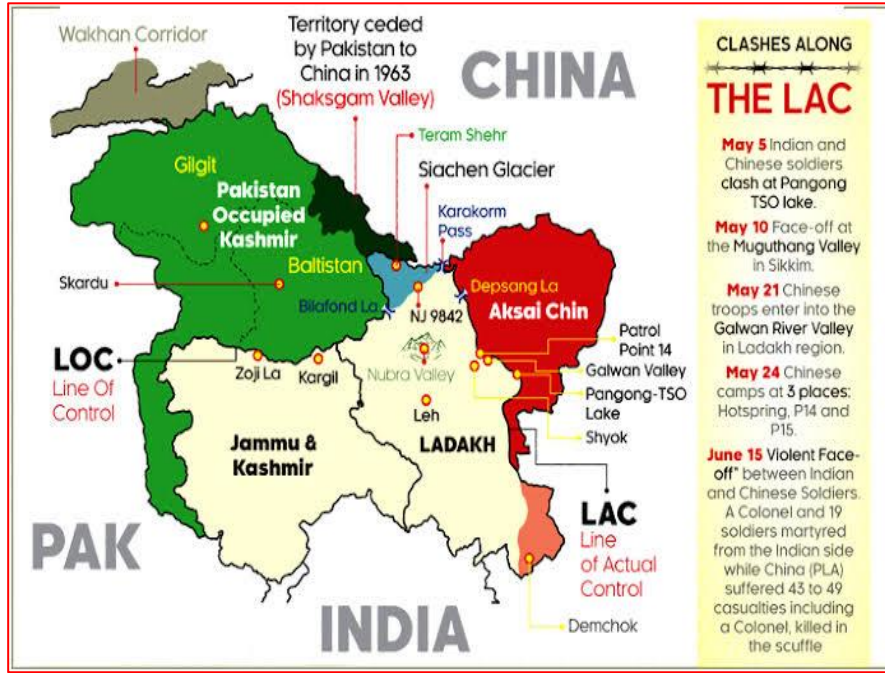 Wakhan Corridor
Territory ceded
by Pakistan to
China in 1963
(Shaksgam Valley)
CHINA
Teram Shehr
Siachen Glacier
Karakorm
Pass
Gilgit
Pakistan
Occupied
Kashmir
Baltistan
Skardu
Bilafond La
NJ 9842
Depsang La
Aksai Chin
LOC
Line Of
Control
Zoji La
Kargil
Nubra Valley
Leh
Patrol
Point 14
Galwan Valley
Pangong-TSO
Lake
Shyok
Jammu &
Kashmir
LADAKH
LAC
Line
of Actual
Control
PAK
INDIA
Demchok
CLASHES ALONG
THE LAC
May 5 Indian and
Chinese soldiers
clash at Pangong
TSO lake.
May 10 Face-off at
the Muguthang Valley
in Sikkim.
May 21 Chinese
troops enter into the
Galwan River Valley
in Ladakh region.
May 24 Chinese
camps at 3 places:
Hotspring, P14 and
P15.
June 15 Violent Face-
off" between Indian
and Chinese Soldiers.
A Colonel and 19
soldiers martyred
from the Indian side
while China (PLA)
suffered 43 to 49
casualties including
a Colonel, killed in
the scuffle